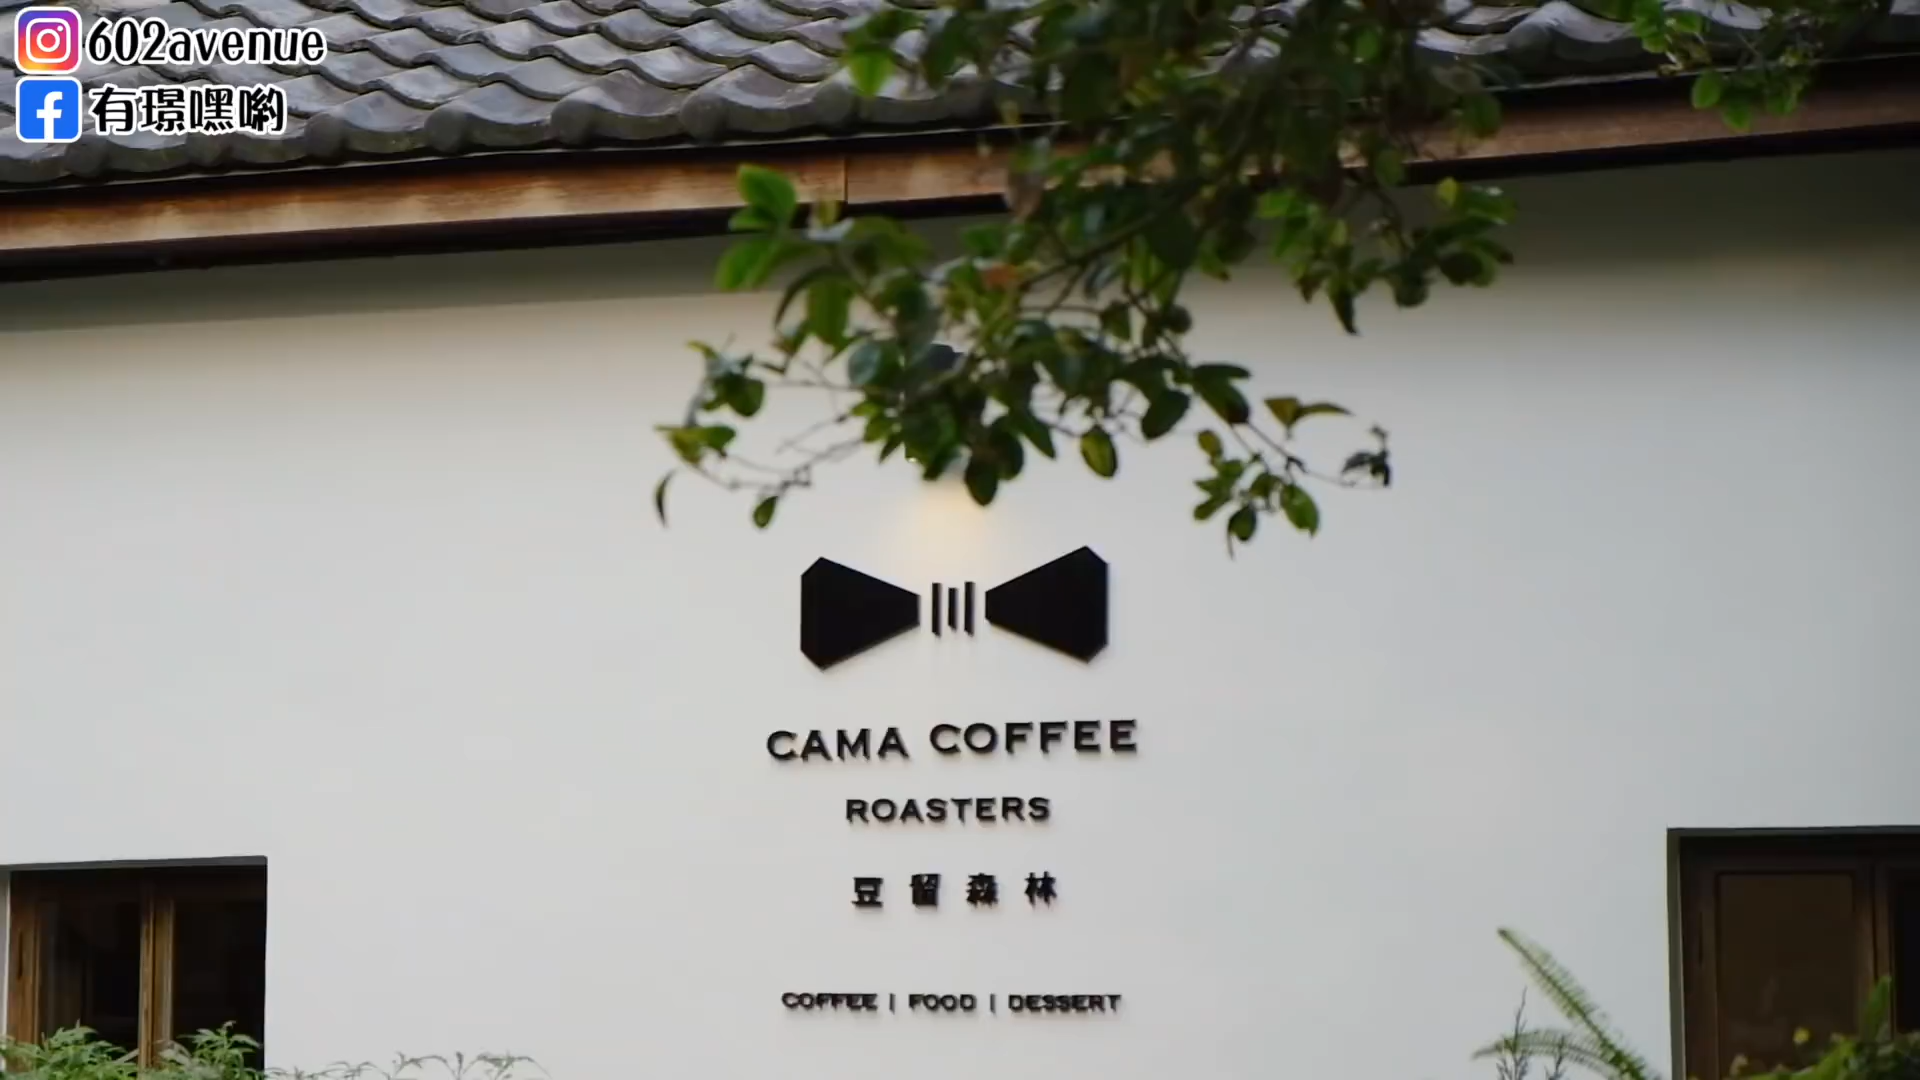 602avenue
有璟嘿喲
CAMA COFFEE
ROASTERS
豆留森林
COFFEE | FOOD | DESSERT